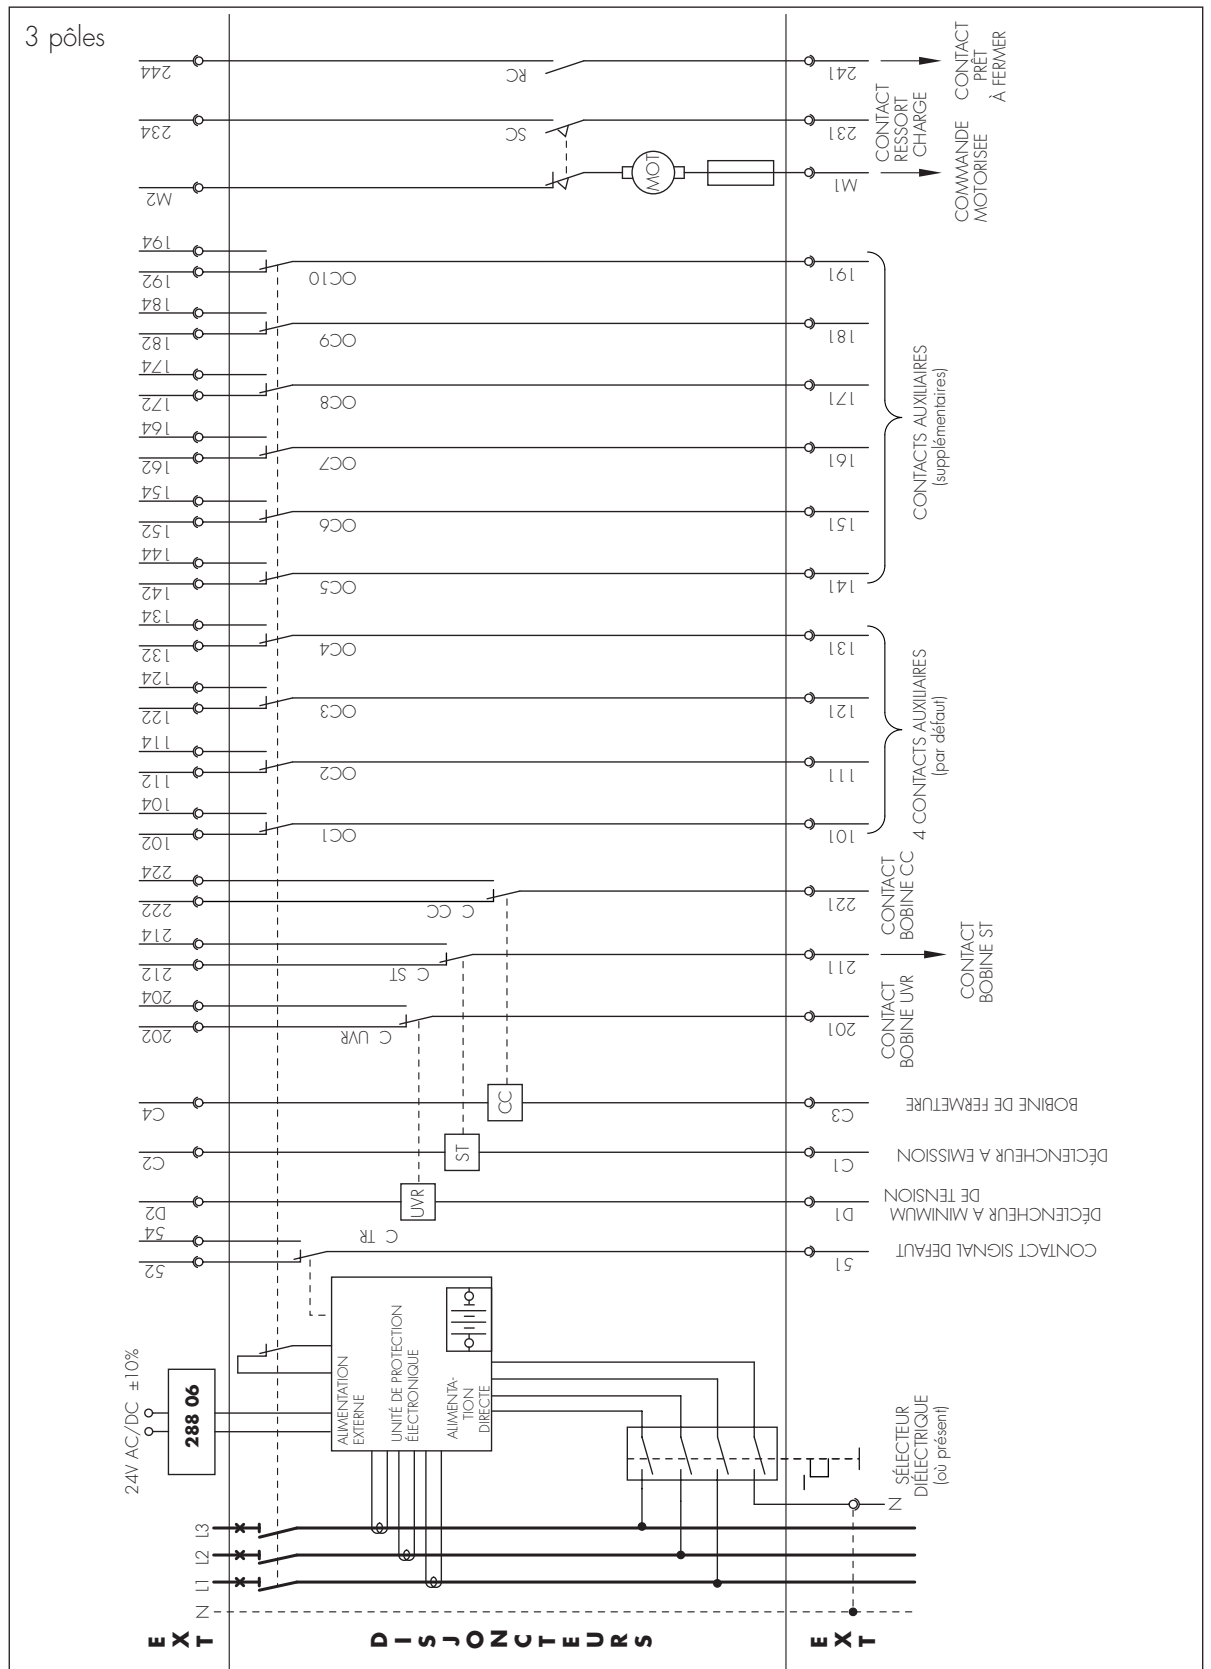 3 pôles
244
RC
241
CONTACT
PRÊT
À FERMER
234
SC
231
CONTACT
RESSORT
CHARGE
M2
MOT
M1
COMMANDE
MOTORISEE
194
192
OC10
191
184
182
OC9
181
174
172
OC8
171
164
162
OC7
161
154
152
OC6
151
144
142
OC5
141
CONTACTS AUXILIAIRES
(supplémentaires)
134
132
OC4
131
124
122
OC3
121
114
112
OC2
111
104
102
OC1
101
4 CONTACTS AUXILIAIRES
(par défaut)
224
222
C CC
221
CONTACT
BOBINE CC
214
212
C ST
211
CONTACT
BOBINE ST
204
202
C UVR
201
CONTACT
BOBINE UVR
C4
CC
C3
BOBINE DE FERMETURE
C2
ST
C1
DÉCLENCHEUR A EMISSION
D2
UVR
D1
DÉCLENCHEUR A MINIMUM
DE TENSION
54
52
C TR
51
CONTACT SIGNAL DEFAUT
24V AC/DC ±10%
288 06
ALIMENTATION
EXTERNE
UNITÉ DE PROTECTION
ÉLECTRONIQUE
ALIMENTA-
TION
DIRECTE
SÉLECTEUR
DIÉLECTRIQUE
(où présent)
N
L3
L2
L1
N
EXT
DISJONCTEURS
EXT